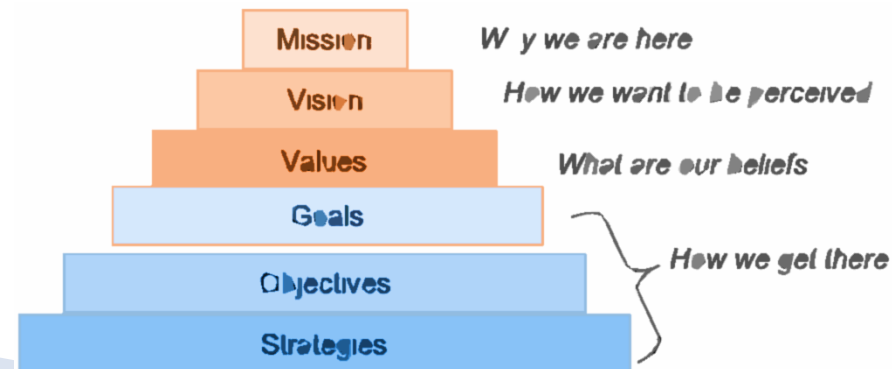 Mission
Why we are here
Vision
How we want to be perceived
Values
What are our beliefs
Goals
Objectives
How we get there
Strategies